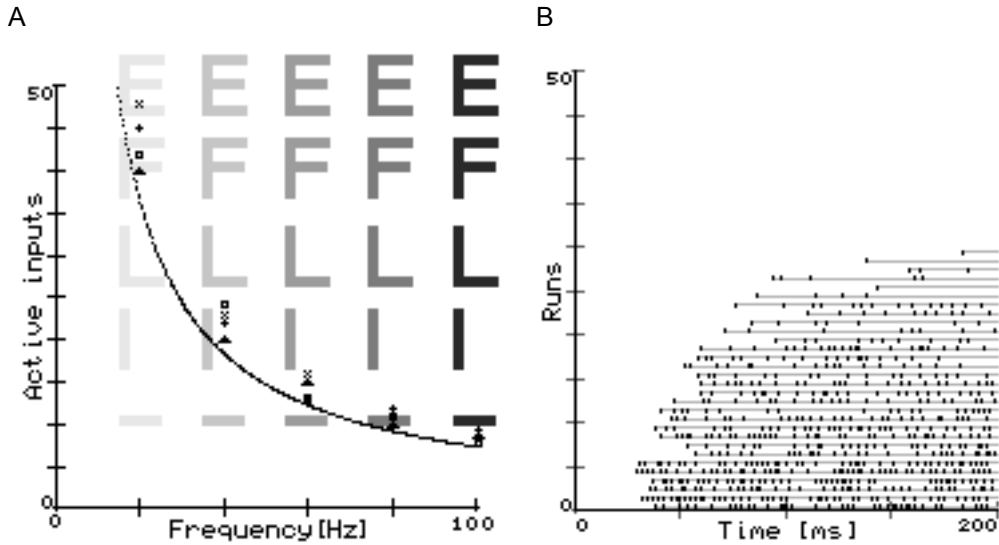 A
B
50
E E E E E
F F F F F
L L L L L
Active inputs
0
0
100
Frequency[Hz]
50
Runs
0
0
200
Time [ms]